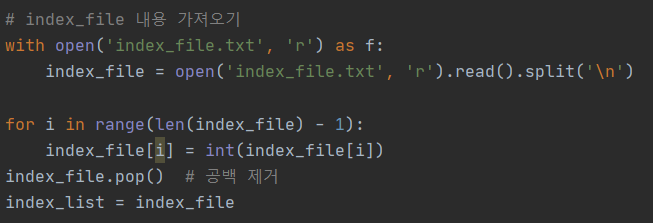 # index_file 내용 가져오기
with open('index_file.txt', 'r') as f:
    index_file = open('index_file.txt', 'r').read().split('\n')

for i in range(len(index_file) - 1):
    index_file[i] = int(index_file[i])
index_file.pop()  # 공백 제거
index_list = index_file